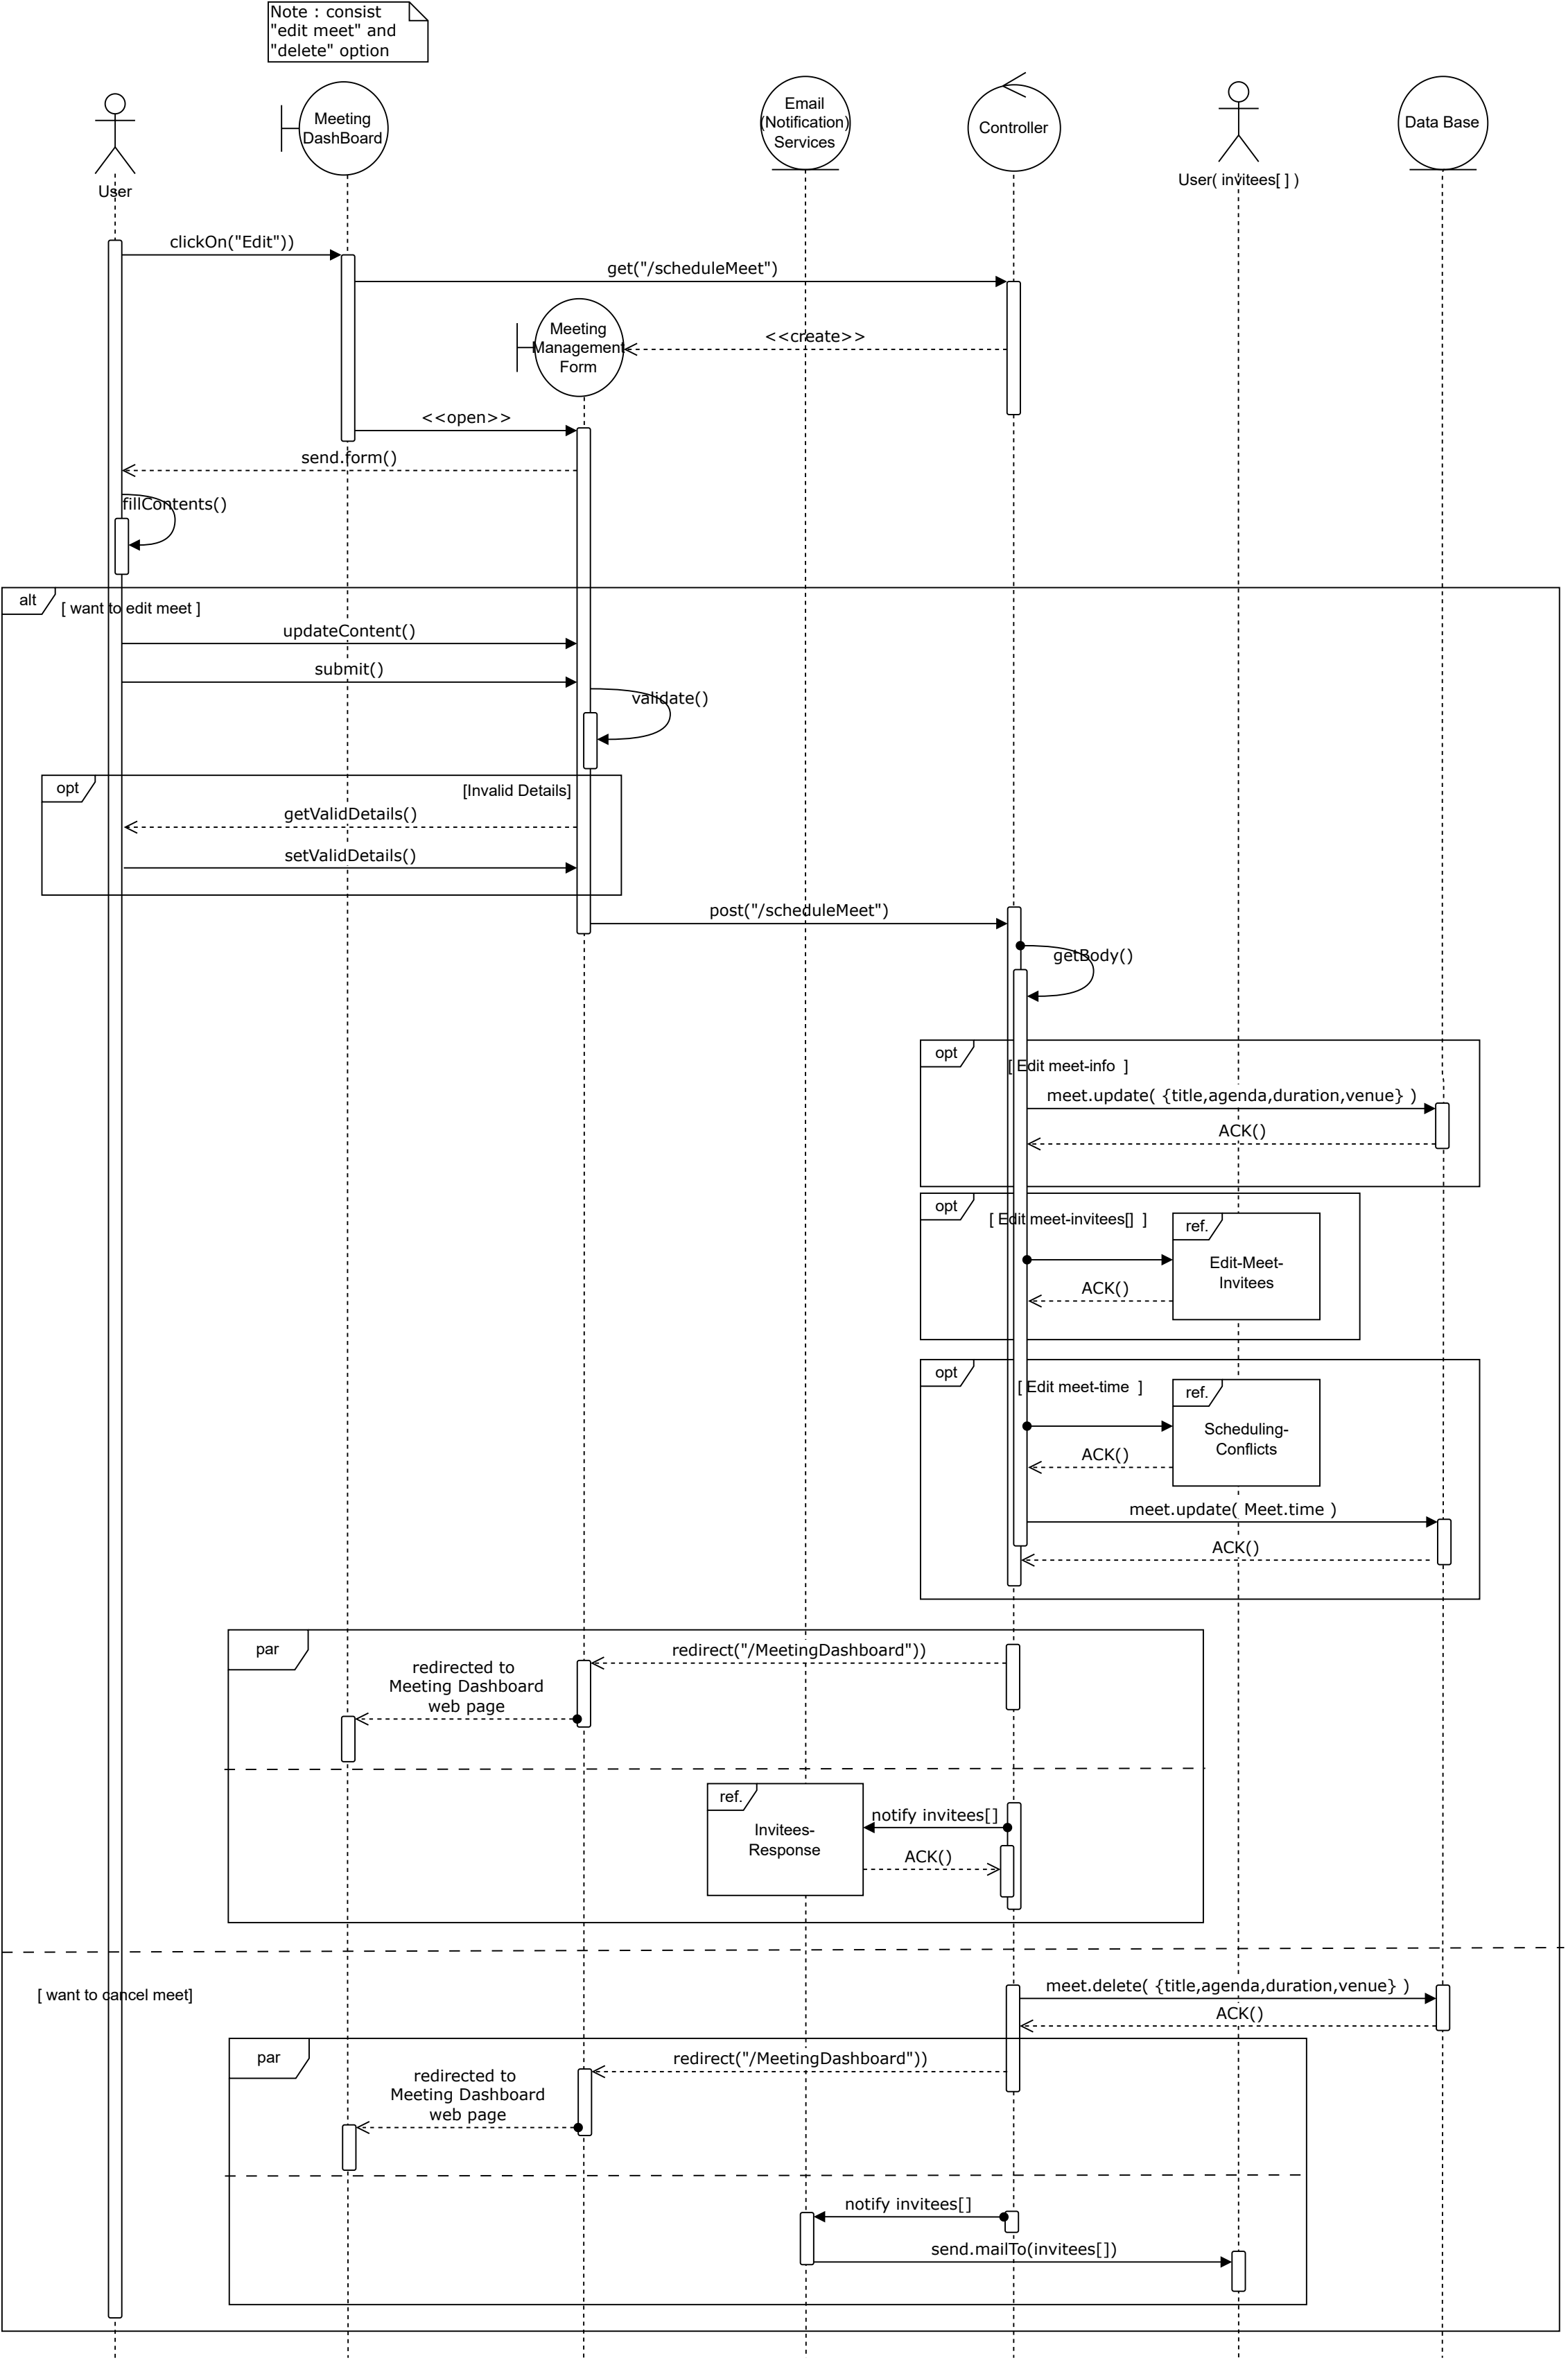 Note : consist
"edit meet" and
"delete" option
User
Meeting
DashBoard
Email
(Notification)
Services
Controller
User( invitees[ ] )
Data Base
clickOn("Edit"))
get("/scheduleMeet")
Meeting
Management
Form
<<create>>
<<open>>
send.form()
fillContents()
alt
[ want to edit meet ]
updateContent()
submit()
validate()
opt
[Invalid Details]
getValidDetails()
setValidDetails()
post("/scheduleMeet")
getBody()
opt
[ Edit meet-info ]
meet.update( {title,agenda,duration,venue} )
ACK()
opt
[ Edit meet-invitees[] ]
ref.
Edit-Meet-
Invitees
ACK()
opt
[ Edit meet-time ]
ref.
Scheduling-
Conflicts
ACK()
meet.update( Meet.time )
ACK()
par
redirect("/MeetingDashboard"))
redirected to
Meeting Dashboard
web page
ref.
Invitees-
Response
notify invitees[]
ACK()
[ want to cancel meet]
meet.delete( {title,agenda,duration,venue} )
ACK()
par
redirect("/MeetingDashboard"))
redirected to
Meeting Dashboard
web page
notify invitees[]
send.mailTo(invitees[])